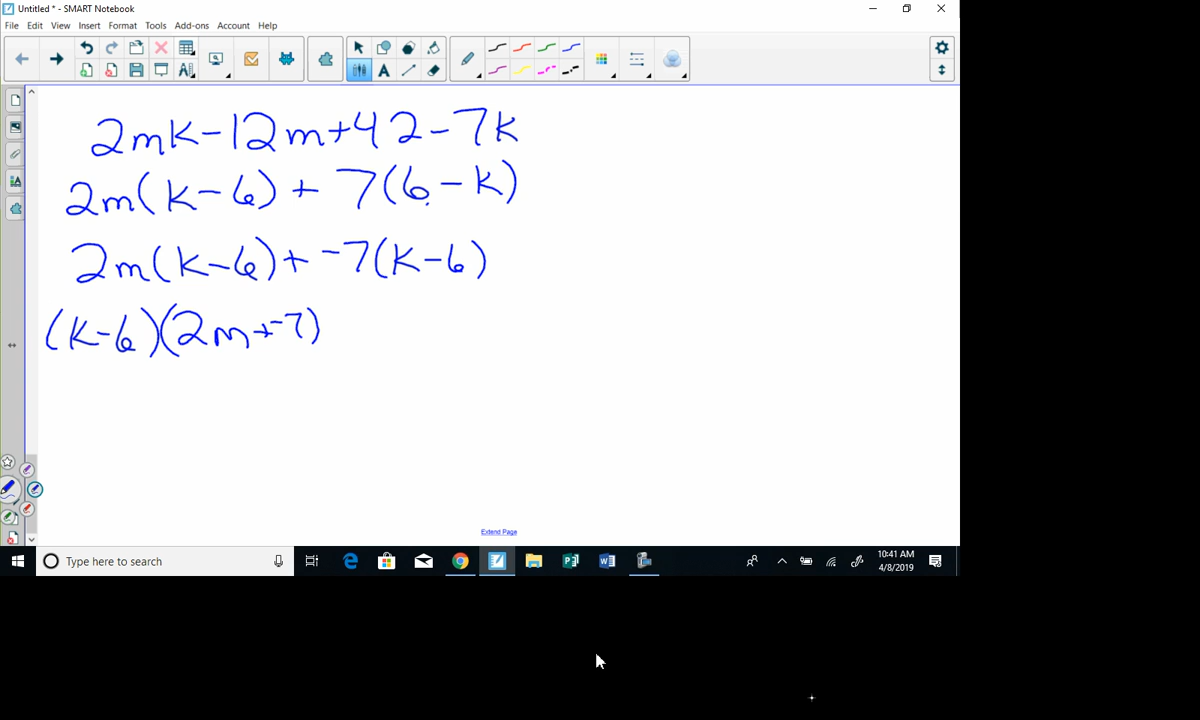 Untitled * - SMART Notebook
File Edit View Insert Format Tools Add-ons Account Help
2mk-12m+42-7k
2m(k-6)+7(6-k)
2m(k-6)+-7(k-6)
(k-6)(2m+-7)
Extend Page
Type here to search
10:41 AM
4/8/2019